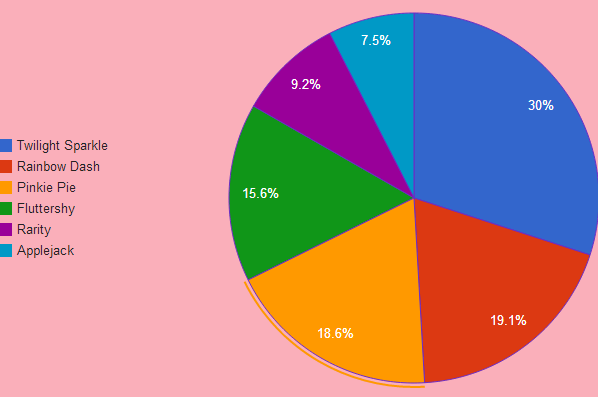 Twilight Sparkle
Rainbow Dash
Pinkie Pie
Fluttershy
Rarity
Applejack
7.5%
9.2%
30%
15.6%
19.1%
18.6%